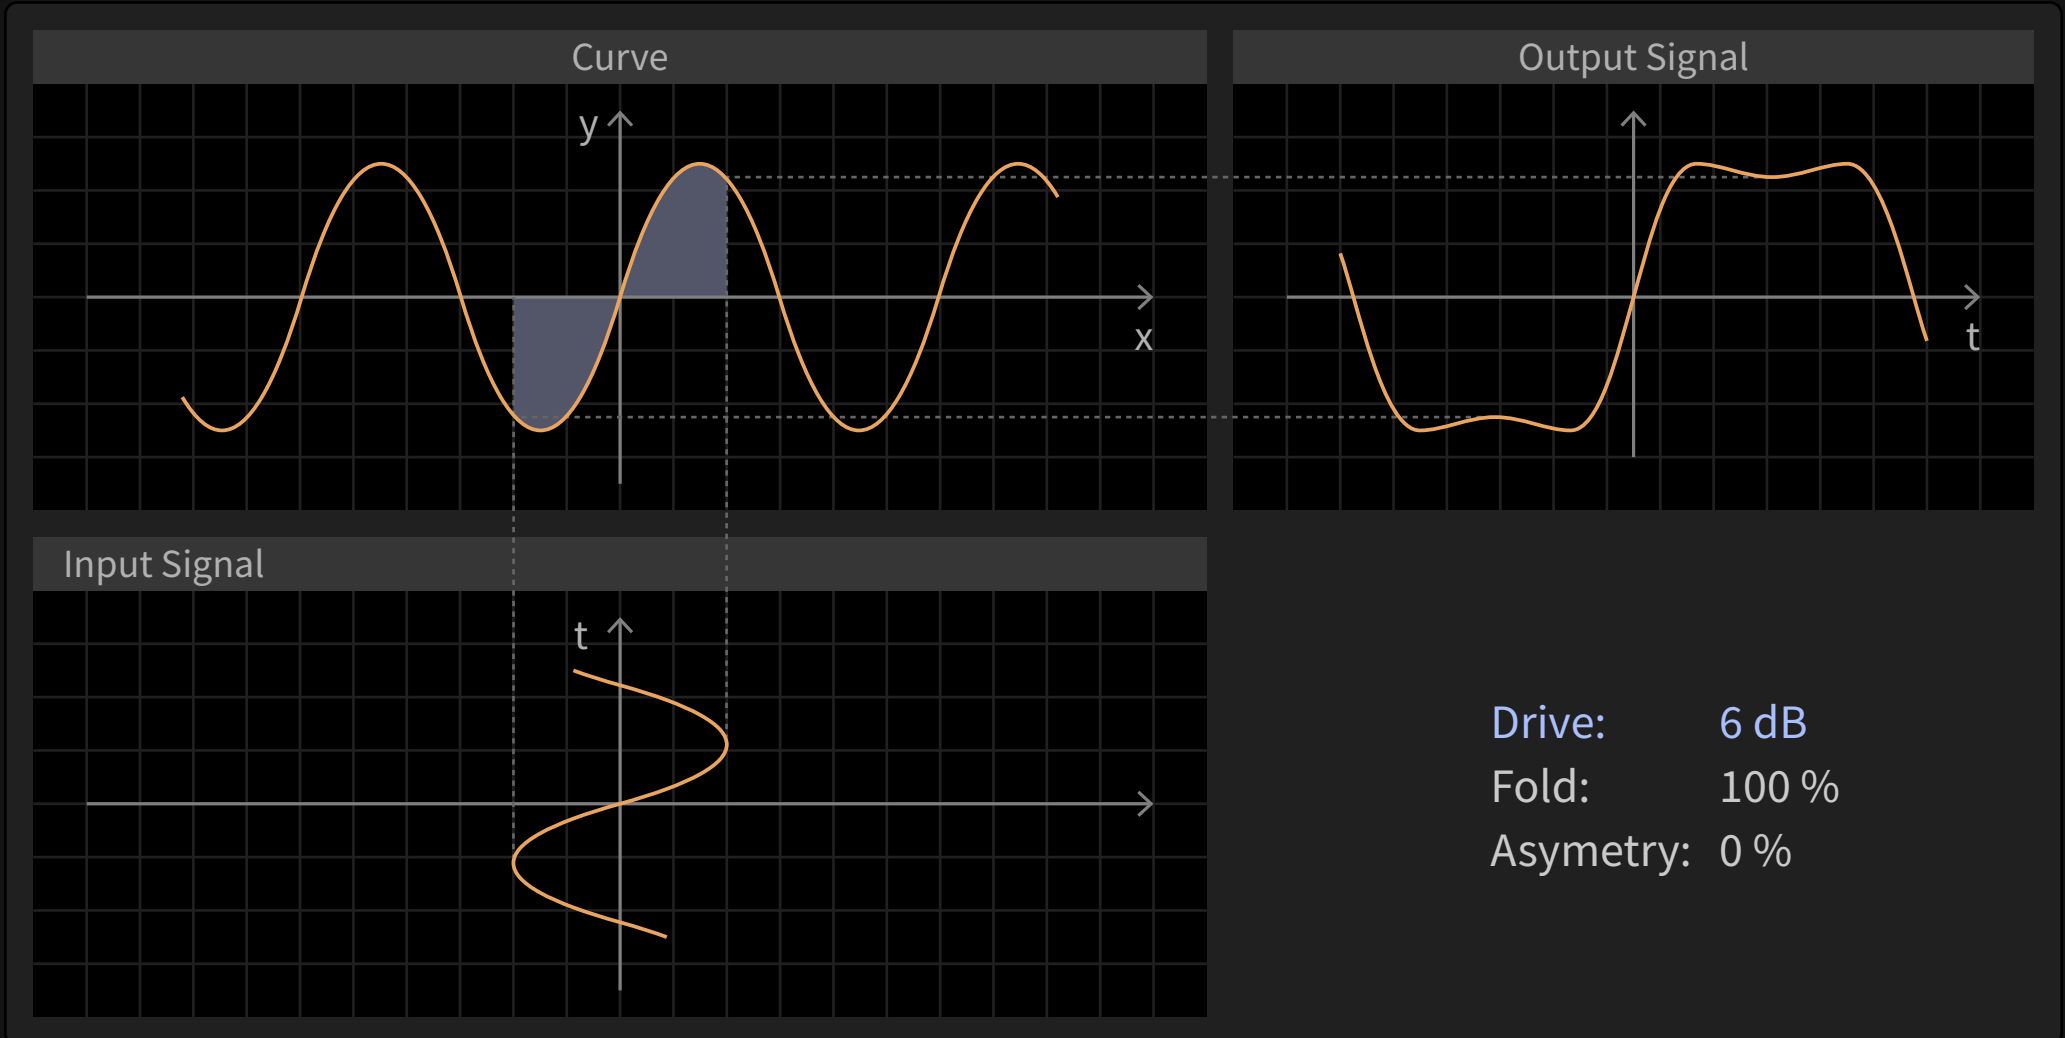 Curve
y
x
Output Signal
t
Input Signal
t
Drive: 6 dB
Fold: 100 %
Asymetry: 0 %